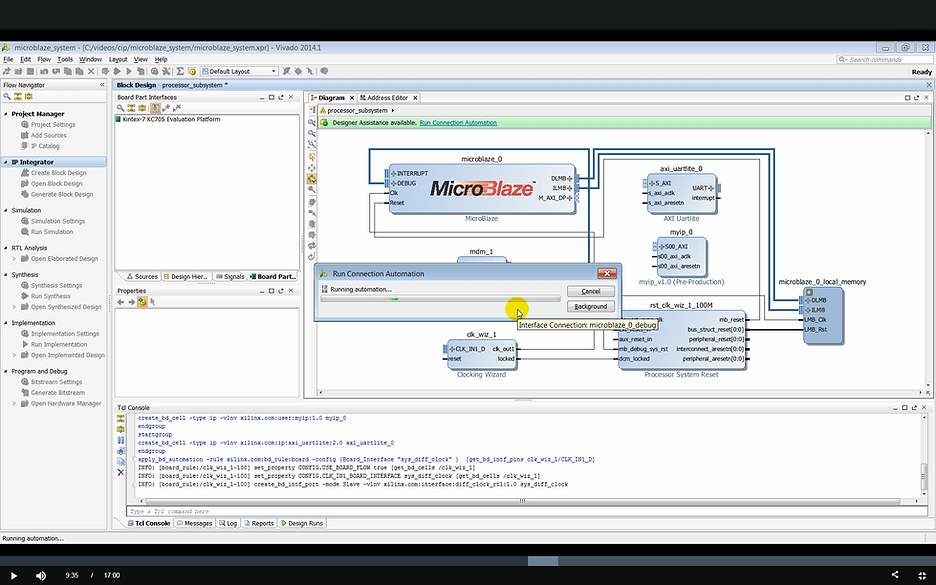 microblaze_system - [C:/videos/cip/microblaze_system/microblaze_system.xpr] - Vivado 2014.1
File Edit Flow Tools Window Layout View Help
Search commands
Default Layout
Ready
Flow Navigator
Project Manager
Project Settings
Add Sources
IP Catalog
IP Integrator
Create Block Design
Open Block Design
Generate Block Design
Simulation
Simulation Settings
Run Simulation
RTL Analysis
Open Elaborated Design
Synthesis
Synthesis Settings
Run Synthesis
Open Synthesized Design
Implementation
Implementation Settings
Run Implementation
Open Implemented Design
Program and Debug
Bitstream Settings
Generate Bitstream
Open Hardware Manager
Block Design processor_subsystem *
Board Part Interfaces
Kintex-7 KC705 Evaluation Platform
Sources Design Hier... Signals Board Part...
Properties
Diagram Address Editor
processor_subsystem
Designer Assistance available. Run Connection Automation
microblaze_0
INTERRUPT
DEBUG
Clk
Reset
MicroBlaze
DLMB
ILMB
M_AXI_DP
MicroBlaze
mdm_1
axi_uartlite_0
S_AXI
s_axi_aclk
s_axi_aresetn
UART
interrupt
AXI Uartlite
myip_0
S00_AXI
s00_axi_aclk
s00_axi_aresetn
myip_v1.0 (Pre-Production)
microblaze_0_local_memory
DLMB
ILMB
LMB_Clk
LMB_Rst
Run Connection Automation
Running automation...
Cancel
Background
Interface Connection: microblaze_0_debug
clk_wiz_1
CLK_IN1_D
reset
clk_out1
locked
Clocking Wizard
rst_clk_wiz_1_100M
aux_reset_in
mb_debug_sys_rst
dcm_locked
mb_reset
bus_struct_reset[0:0]
peripheral_reset[0:0]
interconnect_aresetn[0:0]
peripheral_aresetn[0:0]
Processor System Reset
Tcl Console
create_bd_cell -type ip -vlnv xilinx.com:user:myip:1.0 myip_0
endgroup
startgroup
create_bd_cell -type ip -vlnv xilinx.com:ip:axi_uartlite:2.0 axi_uartlite_0
endgroup
apply_bd_automation -rule xilinx.com:bd_rule:board -config {Board_Interface "sys_diff_clock" } [get_bd_intf_pins clk_wiz_1/CLK_IN1_D]
INFO: [board_rule:/clk_wiz_1-100] set_property CONFIG.USE_BOARD_FLOW true [get_bd_cells /clk_wiz_1]
INFO: [board_rule:/clk_wiz_1-100] set_property CONFIG.CLK_IN1_BOARD_INTERFACE sys_diff_clock [get_bd_cells /clk_wiz_1]
INFO: [board_rule:/clk_wiz_1-100] create_bd_intf_port -mode Slave -vlnv xilinx.com:interface:diff_clock_rtl:1.0 sys_diff_clock
Type a Tcl command here
Tcl Console Messages Log Reports Design Runs
Running automation...
9:35 / 17:00